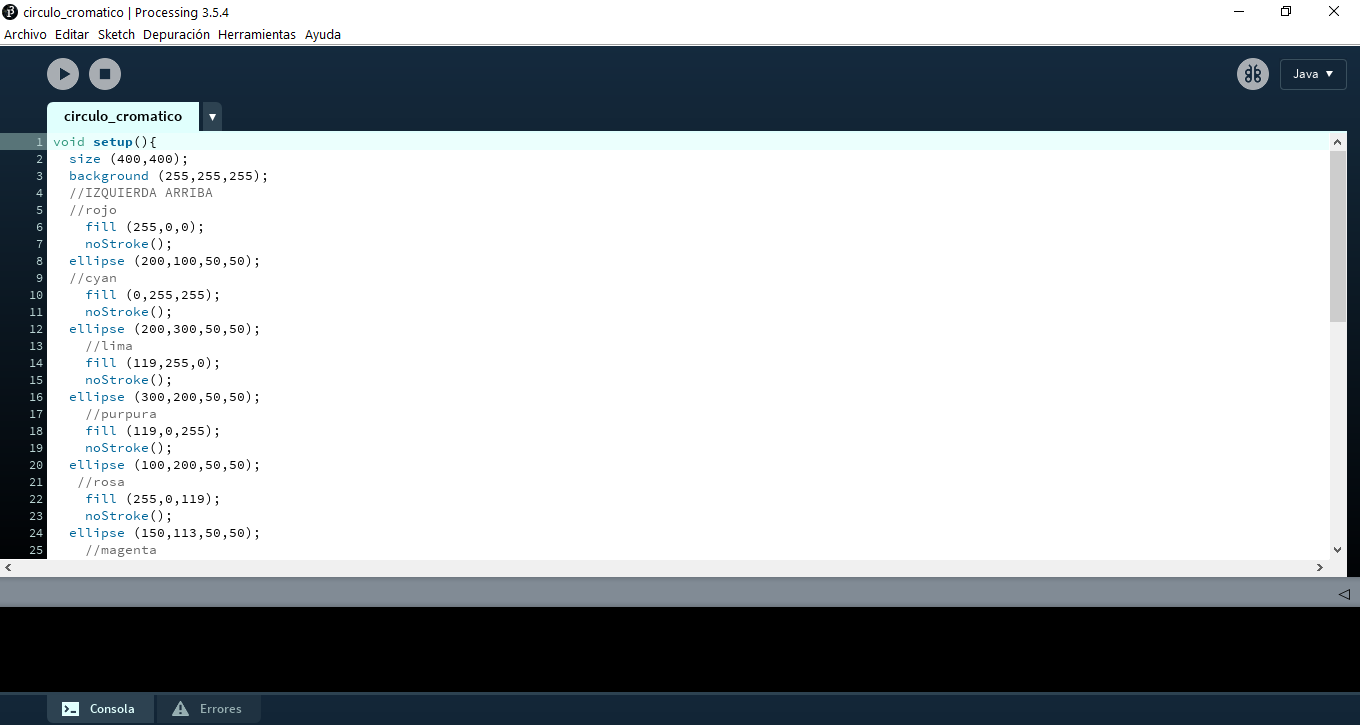 circulo_cromatico | Processing 3.5.4
Archivo Editar Sketch Depuración Herramientas Ayuda
Java ▼
circulo_cromatico ▼
1 void setup(){
2 size (400,400);
3 background (255,255,255);
4 //IZQUIERDA ARRIBA
5 //rojo
6 fill (255,0,0);
7 noStroke();
8 ellipse (200,100,50,50);
9 //cyan
10 fill (0,255,255);
11 noStroke();
12 ellipse (200,300,50,50);
13 //lima
14 fill (119,255,0);
15 noStroke();
16 ellipse (300,200,50,50);
17 //purpura
18 fill (119,0,255);
19 noStroke();
20 ellipse (100,200,50,50);
21 //rosa
22 fill (255,0,119);
23 noStroke();
24 ellipse (150,113,50,50);
25 //magenta
Consola Errores